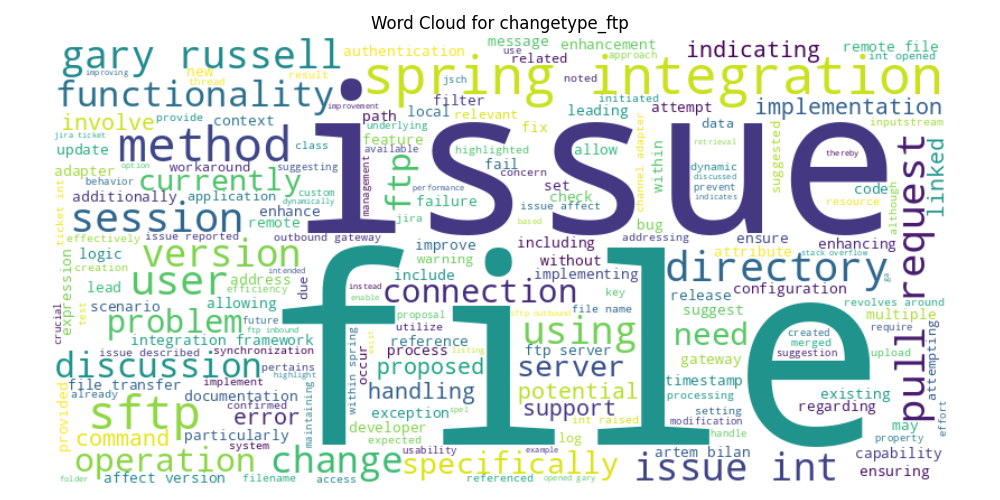 Word Cloud for changetype_ftp
gary russell
authentication
message
enhancement
indicating
remote file
improving
new
thread
result
spring integration
use
related
approach
int opened
jsch
noted
functionality
improvement
filter
initiated
attempt
implementation
involve
provide
context
path
local
relevant
leading
data
inputstream
jira ticket
update
method
class
underlying
feature
available
highlighted
fix
allow
within
suggested
retrieval
issue
linked
adapter
workaround
suggesting
ftp
fail
concern
channel adapter
dynamic
discussed
prevent
indicates
thereby
option
behavior
currently
custom
management
performance
set
check
code
resource
although
additionally
application
dynamically
failure
issue affect
ticket int
session
enhance
remote
jira
based
bug
pull request
effectively
issue reported
outbound gateway
addressing
ensure
enhancing
logic
version
improve
warning
including
without
attribute
stack overflow
expression
creation
intended
directory
lead
user
address
efficiency
due
include
implementing
configuration
ga
scenario
allowing
instead
enable
connection
key
release
revolves around
crucial
test
problem
future
ftp inbound
file
proposal
utilize
sftp outbound
file name
suggest
multiple
integration framework
reference
using
need
created
merged
suggestion
require
upload
attempting
issue described
synchronization
pertains
highlight
occur
within spring
exist
process
listing
ftp server
gateway
discussion
implement
proposed
server
timestamp
processing
existing
file transfer
already
documentation
maintaining
handling
potential
setting
modification
regarding
effort
provided
sftp
confirmed
error
exception
spel
support
int raised
handle
may
property
command
particularly
system
developer
expected
usability
log
example
artem bilan
capability
operation
change
specifically
issue int
ensuring
folder
affect version
filename
access
referenced
opened gary